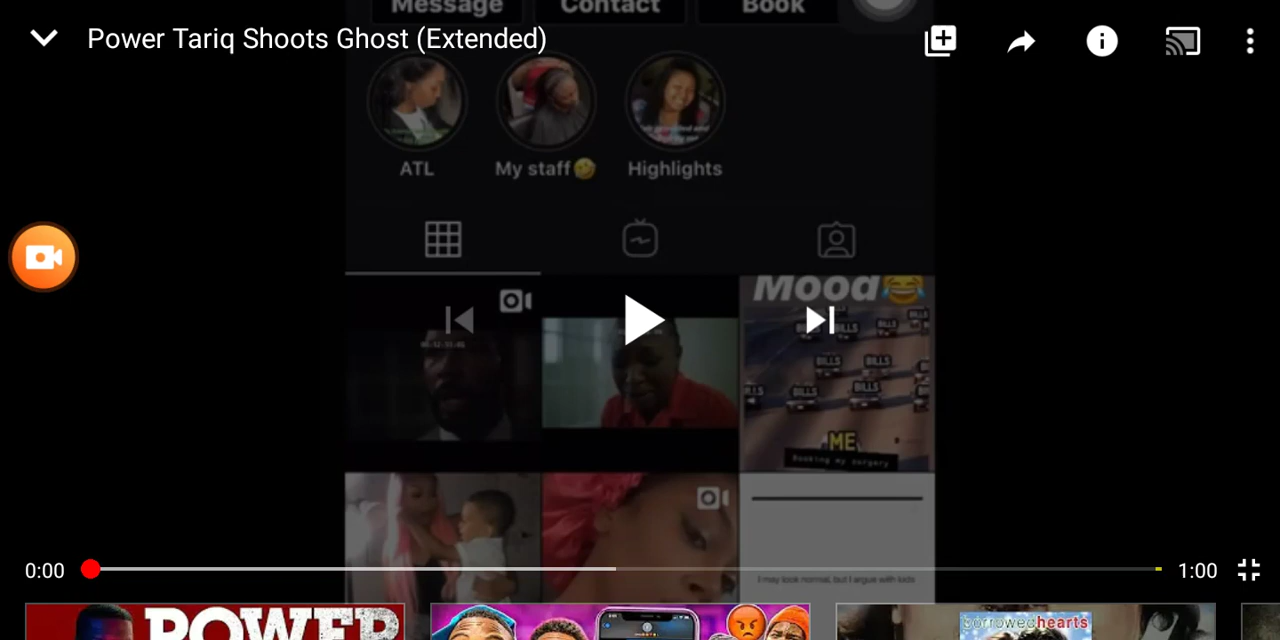 Message Contact Book
Power Tariq Shoots Ghost (Extended)
ATL My staff🤣 Highlights
Mood😂
BILLS
BILLS
BILLS BILLS
BILLS BILLS
ME
Booking my surgery
I may look normal, but I argue with kids
0:00 1:00
POWER
borrowedhearts